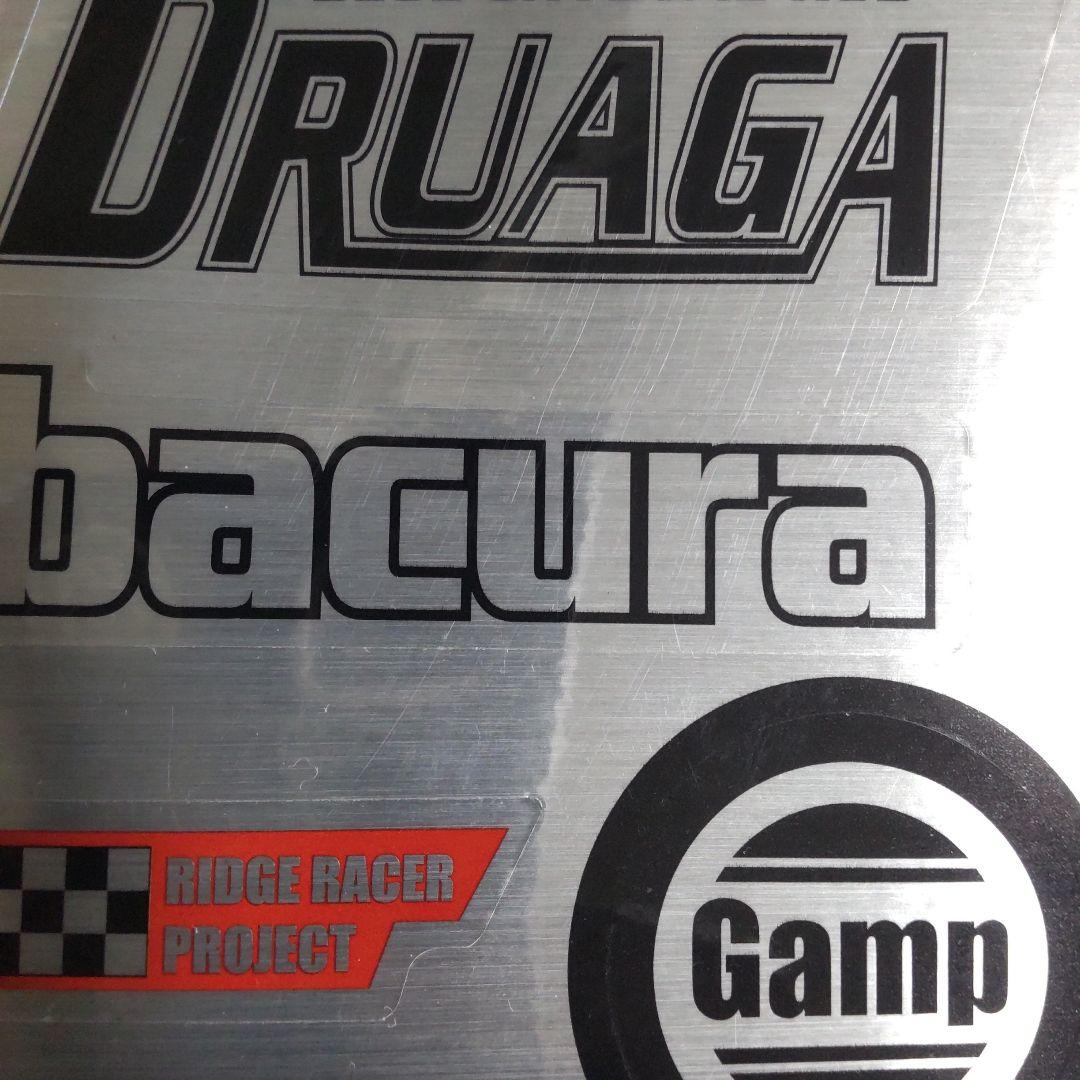 DRUAGA
bacura
RIDGE RACER
PROJECT
Gamp